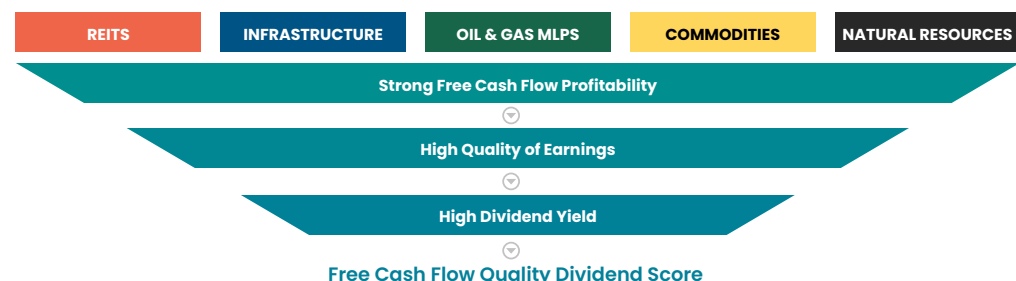 REITS
INFRASTRUCTURE
OIL & GAS MLPS
COMMODITIES
NATURAL RESOURCES
Strong Free Cash Flow Profitability
High Quality of Earnings
High Dividend Yield
Free Cash Flow Quality Dividend Score